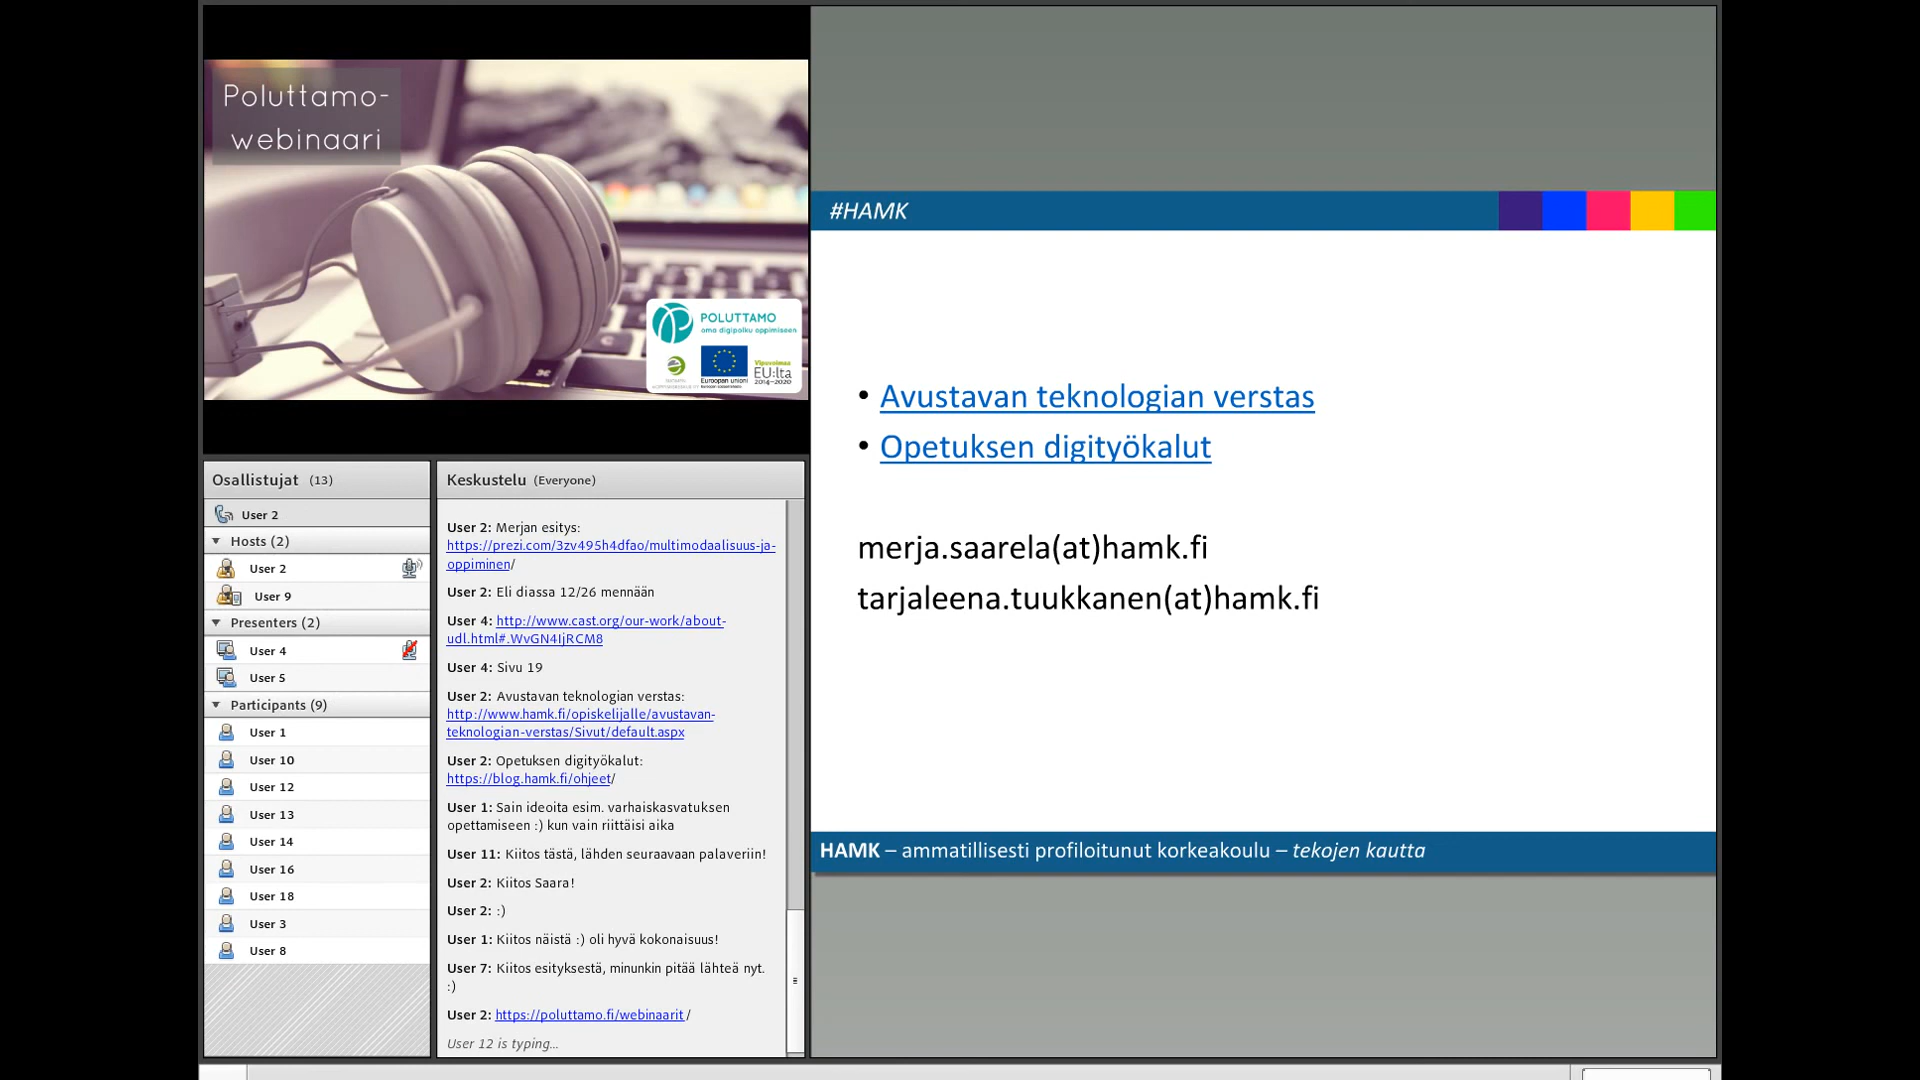 Poluttamo-
webinaari
POLUTTAMO
oma digipolku oppimiseen
Euroopan unioni
Vipuvoimaa
EU:lta
2014–2020
Osallistujat (13)
User 2
Hosts (2)
User 2
User 9
Presenters (2)
User 4
User 5
Participants (9)
User 1
User 10
User 12
User 13
User 14
User 16
User 18
User 3
User 8
Keskustelu (Everyone)
User 2: Merjan esitys:
https://prezi.com/3zv495h4dfao/multimodaalisuus-ja-
oppiminen/
User 2: Eli diassa 12/26 mennään
User 4: http://www.cast.org/our-work/about-
udl.html#.WvGN4IjRCM8
User 4: Sivu 19
User 2: Avustavan teknologian verstas:
http://www.hamk.fi/opiskelijalle/avustavan-
teknologian-verstas/Sivut/default.aspx
User 2: Opetuksen digityökalut:
https://blog.hamk.fi/ohjeet/
User 1: Sain ideoita esim. varhaiskasvatuksen
opettamiseen :) kun vain riittäisi aika
User 11: Kiitos tästä, lähden seuraavaan palaveriin!
User 2: Kiitos Saara!
User 2: :)
User 1: Kiitos näistä :) oli hyvä kokonaisuus!
User 7: Kiitos esityksestä, minunkin pitää lähteä nyt.
:)
User 2: https://poluttamo.fi/webinaarit/
User 12 is typing...
#HAMK
• Avustavan teknologian verstas
• Opetuksen digityökalut
merja.saarela(at)hamk.fi
tarjaleena.tuukkanen(at)hamk.fi
HAMK – ammatillisesti profiloitunut korkeakoulu – tekojen kautta